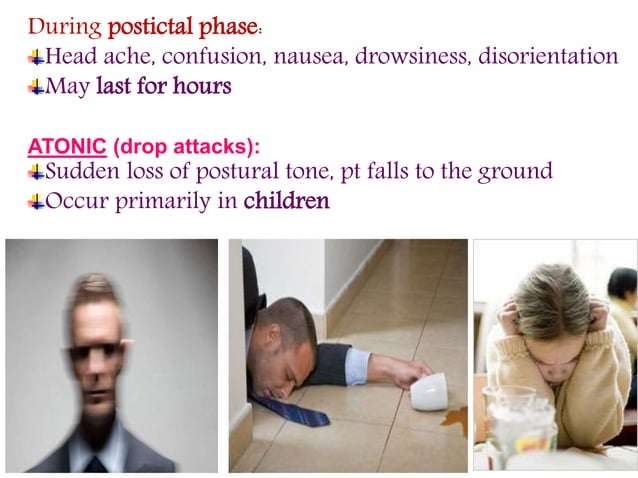 During postictal phase:
Head ache, confusion, nausea, drowsiness, disorientation
May last for hours
ATONIC (drop attacks):
Sudden loss of postural tone, pt falls to the ground
Occur primarily in children